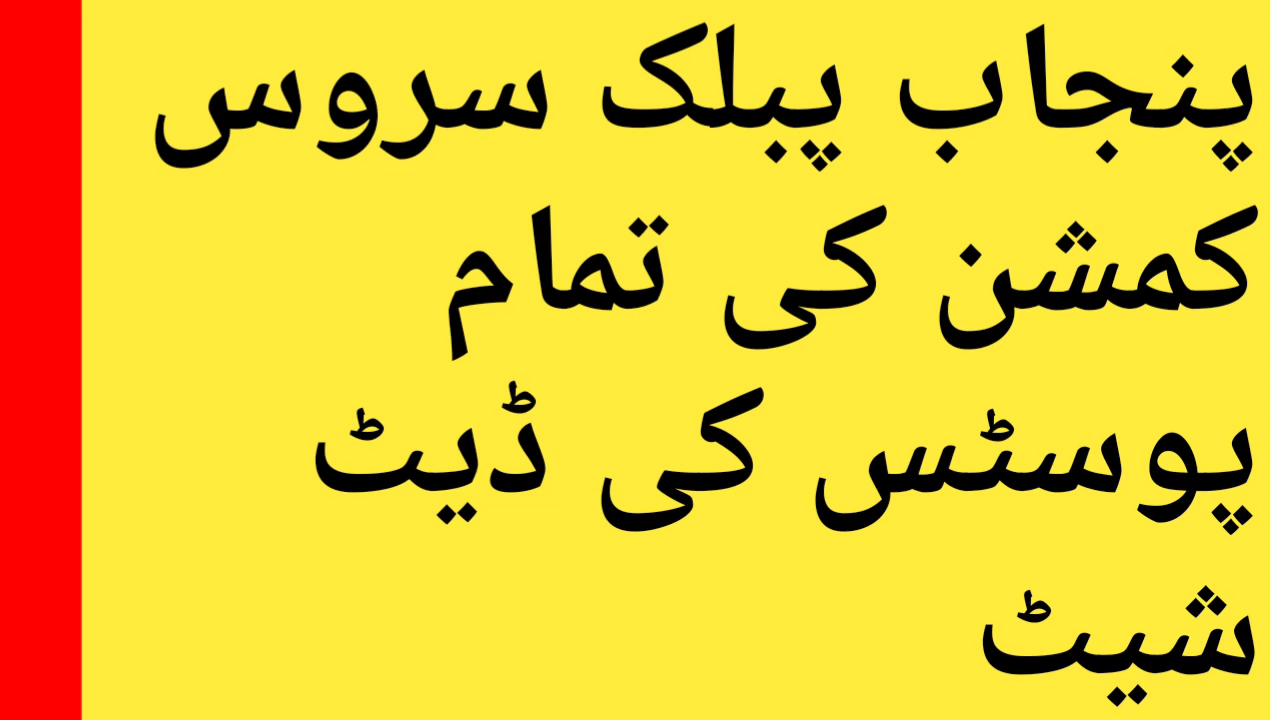 پنجاب پبلک سروس
کمشن کی تمام
پوسٹس کی ڈیٹ
شیٹ